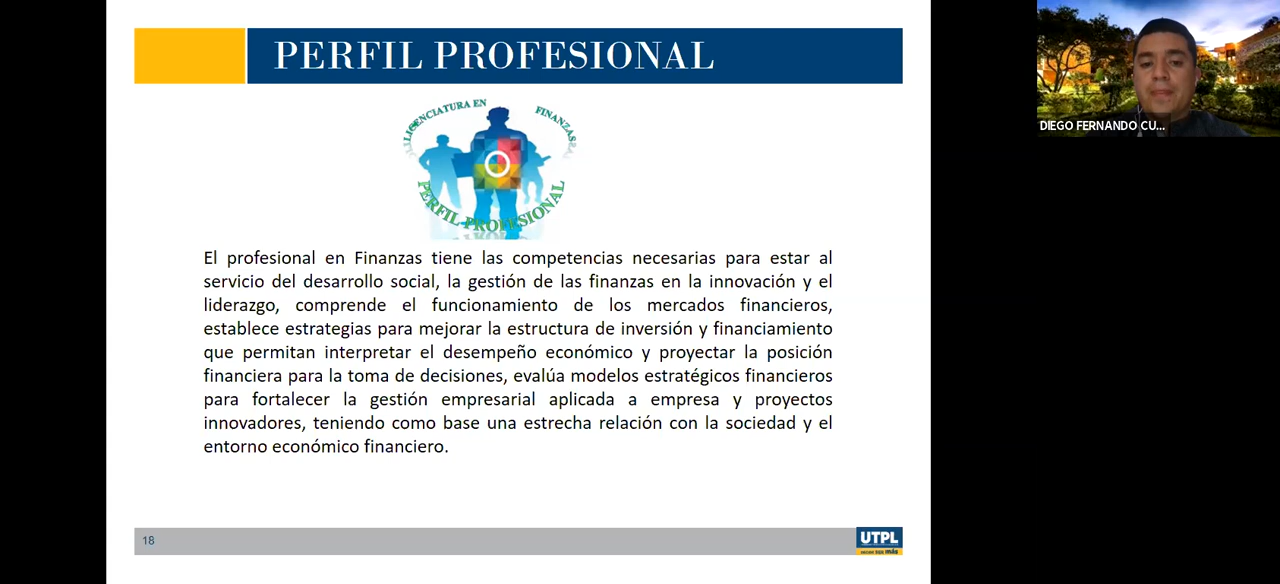 PERFIL PROFESIONAL
LICENCIATURA EN FINANZAS
PERFIL PROFESIONAL
El profesional en Finanzas tiene las competencias necesarias para estar al
servicio del desarrollo social, la gestión de las finanzas en la innovación y el
liderazgo, comprende el funcionamiento de los mercados financieros,
establece estrategias para mejorar la estructura de inversión y financiamiento
que permitan interpretar el desempeño económico y proyectar la posición
financiera para la toma de decisiones, evalúa modelos estratégicos financieros
para fortalecer la gestión empresarial aplicada a empresa y proyectos
innovadores, teniendo como base una estrecha relación con la sociedad y el
entorno económico financiero.
18
UTPL
DIEGO FERNANDO CU...